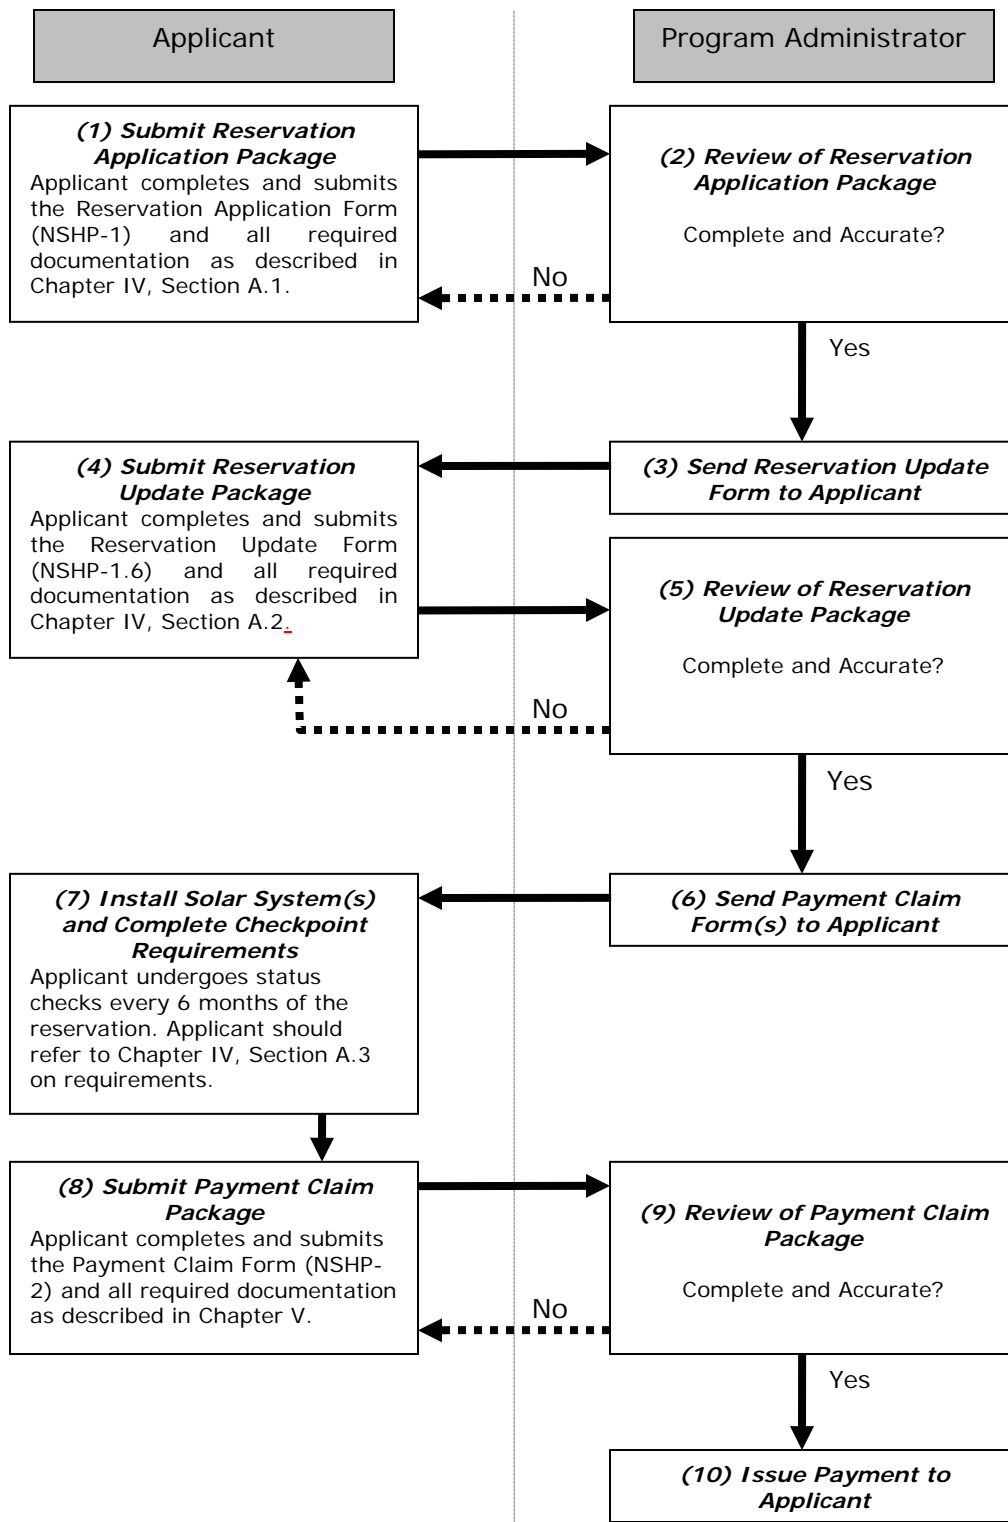 Applicant
Program Administrator
(1) Submit Reservation
Application Package
Applicant completes and submits
the Reservation Application Form
(NSHP-1) and all required
documentation as described in
Chapter IV, Section A.1.
(2) Review of Reservation
Application Package
Complete and Accurate?
No
Yes
(3) Send Reservation Update
Form to Applicant
(4) Submit Reservation
Update Package
Applicant completes and submits
the Reservation Update Form
(NSHP-1.6) and all required
documentation as described in
Chapter IV, Section A.2.
(5) Review of Reservation
Update Package
Complete and Accurate?
No
Yes
(6) Send Payment Claim
Form(s) to Applicant
(7) Install Solar System(s)
and Complete Checkpoint
Requirements
Applicant undergoes status
checks every 6 months of the
reservation. Applicant should
refer to Chapter IV, Section A.3
on requirements.
(8) Submit Payment Claim
Package
Applicant completes and submits
the Payment Claim Form (NSHP-
2) and all required documentation
as described in Chapter V.
(9) Review of Payment Claim
Package
Complete and Accurate?
No
Yes
(10) Issue Payment to
Applicant